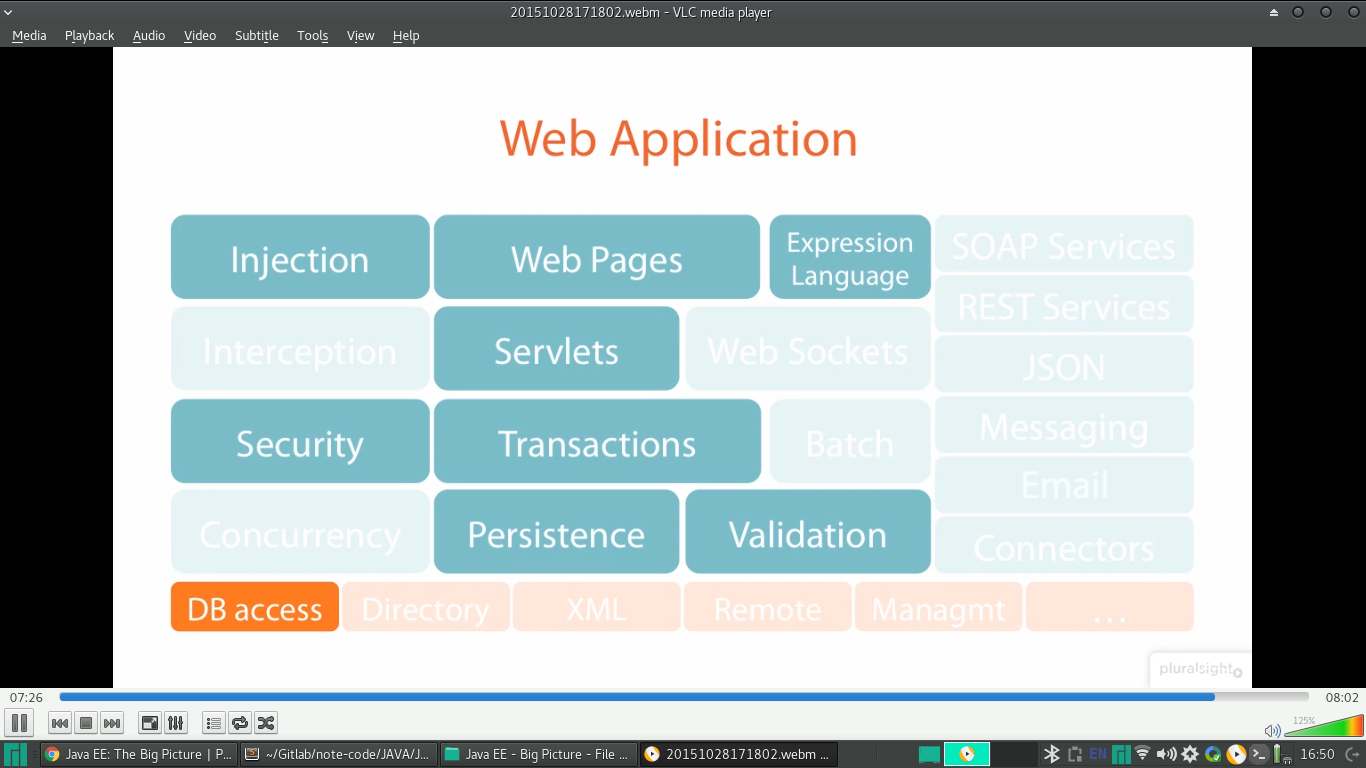 20151028171802.webm - VLC media player
Media Playback Audio Video Subtitle Tools View Help
Web Application
Injection
Web Pages
Expression
Language
SOAP Services
REST Services
Interception
Servlets
Web Sockets
JSON
Security
Transactions
Batch
Messaging
Email
Concurrency
Persistence
Validation
Connectors
DB access
Directory
XML
Remote
Managmt
...
pluralsight
07:26
08:02
125%
Java EE: The Big Picture | P...
~/Gitlab/note-code/JAVA/J...
Java EE - Big Picture - File ...
20151028171802.webm ...
EN
16:50